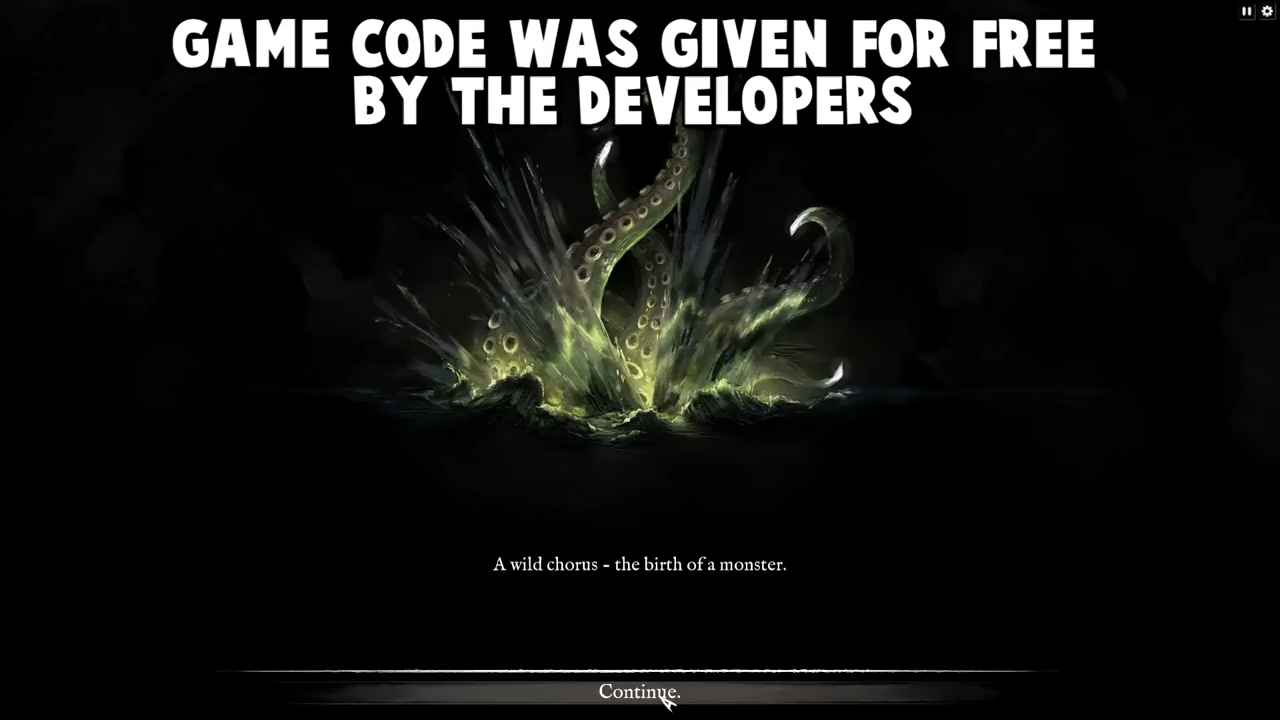 GAME CODE WAS GIVEN FOR FREE
BY THE DEVELOPERS
A wild chorus - the birth of a monster.
Continue.